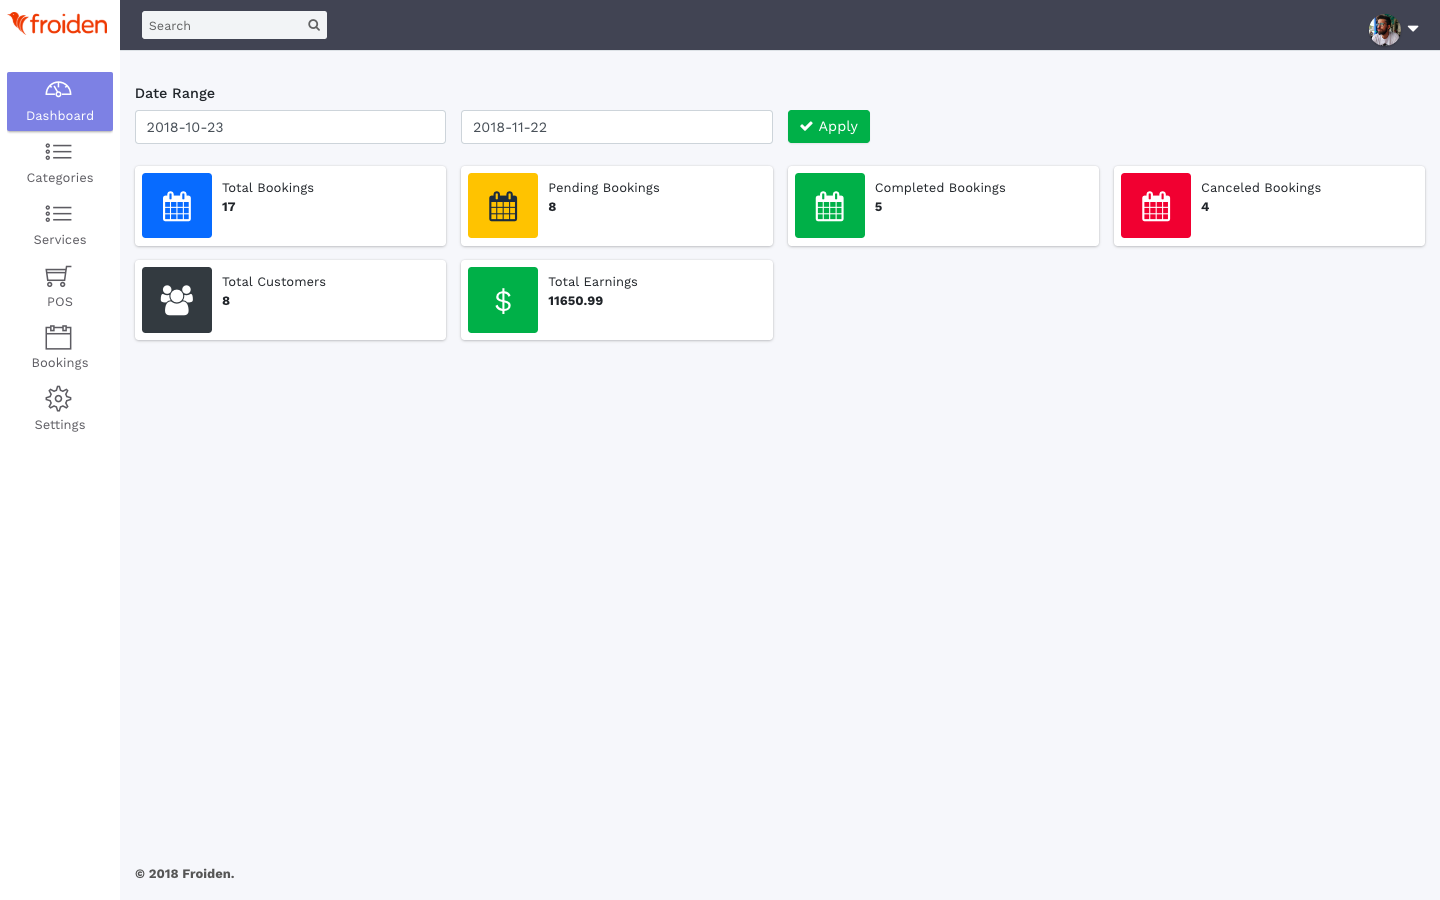 froiden
Search
Dashboard
Categories
Services
POS
Bookings
Settings
Date Range
2018-10-23
2018-11-22
Apply
Total Bookings
17
Pending Bookings
8
Completed Bookings
5
Canceled Bookings
4
Total Customers
8
$
Total Earnings
11650.99
© 2018 Froiden.